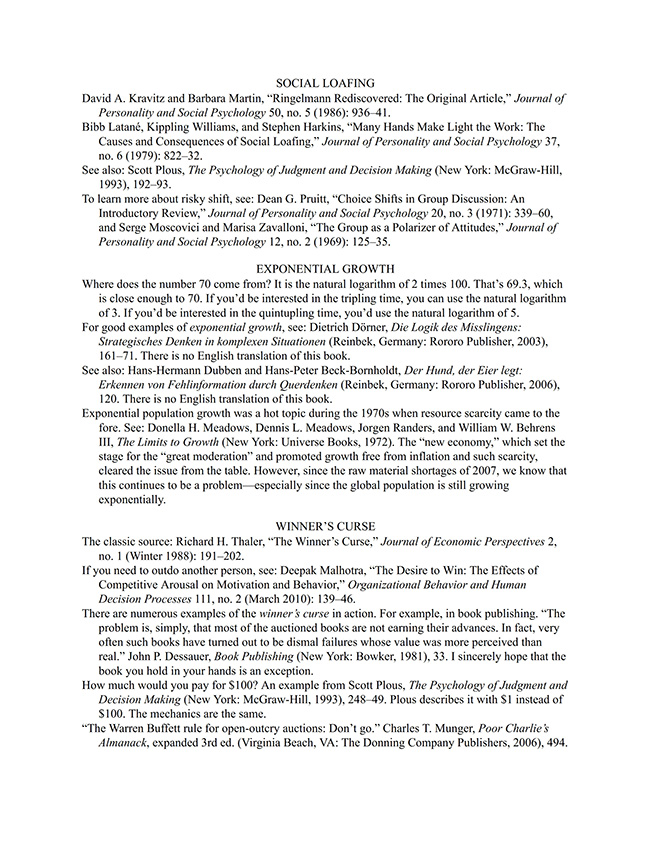 SOCIAL LOAFING
David A. Kravitz and Barbara Martin, “Ringelmann Rediscovered: The Original Article,” Journal of
Personality and Social Psychology 50, no. 5 (1986): 936–41.
Bibb Latané, Kippling Williams, and Stephen Harkins, “Many Hands Make Light the Work: The
Causes and Consequences of Social Loafing,” Journal of Personality and Social Psychology 37,
no. 6 (1979): 822–32.
See also: Scott Plous, The Psychology of Judgment and Decision Making (New York: McGraw-Hill,
1993), 192–93.
To learn more about risky shift, see: Dean G. Pruitt, “Choice Shifts in Group Discussion: An
Introductory Review,” Journal of Personality and Social Psychology 20, no. 3 (1971): 339–60,
and Serge Moscovici and Marisa Zavalloni, “The Group as a Polarizer of Attitudes,” Journal of
Personality and Social Psychology 12, no. 2 (1969): 125–35.
EXPONENTIAL GROWTH
Where does the number 70 come from? It is the natural logarithm of 2 times 100. That’s 69.3, which
is close enough to 70. If you’d be interested in the tripling time, you can use the natural logarithm
of 3. If you’d be interested in the quintupling time, you’d use the natural logarithm of 5.
For good examples of exponential growth, see: Dietrich Dörner, Die Logik des Misslingens:
Strategisches Denken in komplexen Situationen (Reinbek, Germany: Rororo Publisher, 2003),
161–71. There is no English translation of this book.
See also: Hans-Hermann Dubben and Hans-Peter Beck-Bornholdt, Der Hund, der Eier legt:
Erkennen von Fehlinformation durch Querdenken (Reinbek, Germany: Rororo Publisher, 2006),
120. There is no English translation of this book.
Exponential population growth was a hot topic during the 1970s when resource scarcity came to the
fore. See: Donella H. Meadows, Dennis L. Meadows, Jorgen Randers, and William W. Behrens
III, The Limits to Growth (New York: Universe Books, 1972). The “new economy,” which set the
stage for the “great moderation” and promoted growth free from inflation and such scarcity,
cleared the issue from the table. However, since the raw material shortages of 2007, we know that
this continues to be a problem—especially since the global population is still growing
exponentially.
WINNER’S CURSE
The classic source: Richard H. Thaler, “The Winner’s Curse,” Journal of Economic Perspectives 2,
no. 1 (Winter 1988): 191–202.
If you need to outdo another person, see: Deepak Malhotra, “The Desire to Win: The Effects of
Competitive Arousal on Motivation and Behavior,” Organizational Behavior and Human
Decision Processes 111, no. 2 (March 2010): 139–46.
There are numerous examples of the winner’s curse in action. For example, in book publishing. “The
problem is, simply, that most of the auctioned books are not earning their advances. In fact, very
often such books have turned out to be dismal failures whose value was more perceived than
real.” John P. Dessauer, Book Publishing (New York: Bowker, 1981), 33. I sincerely hope that the
book you hold in your hands is an exception.
How much would you pay for $100? An example from Scott Plous, The Psychology of Judgment and
Decision Making (New York: McGraw-Hill, 1993), 248–49. Plous describes it with $1 instead of
$100. The mechanics are the same.
“The Warren Buffett rule for open-outcry auctions: Don’t go.” Charles T. Munger, Poor Charlie’s
Almanack, expanded 3rd ed. (Virginia Beach, VA: The Donning Company Publishers, 2006), 494.